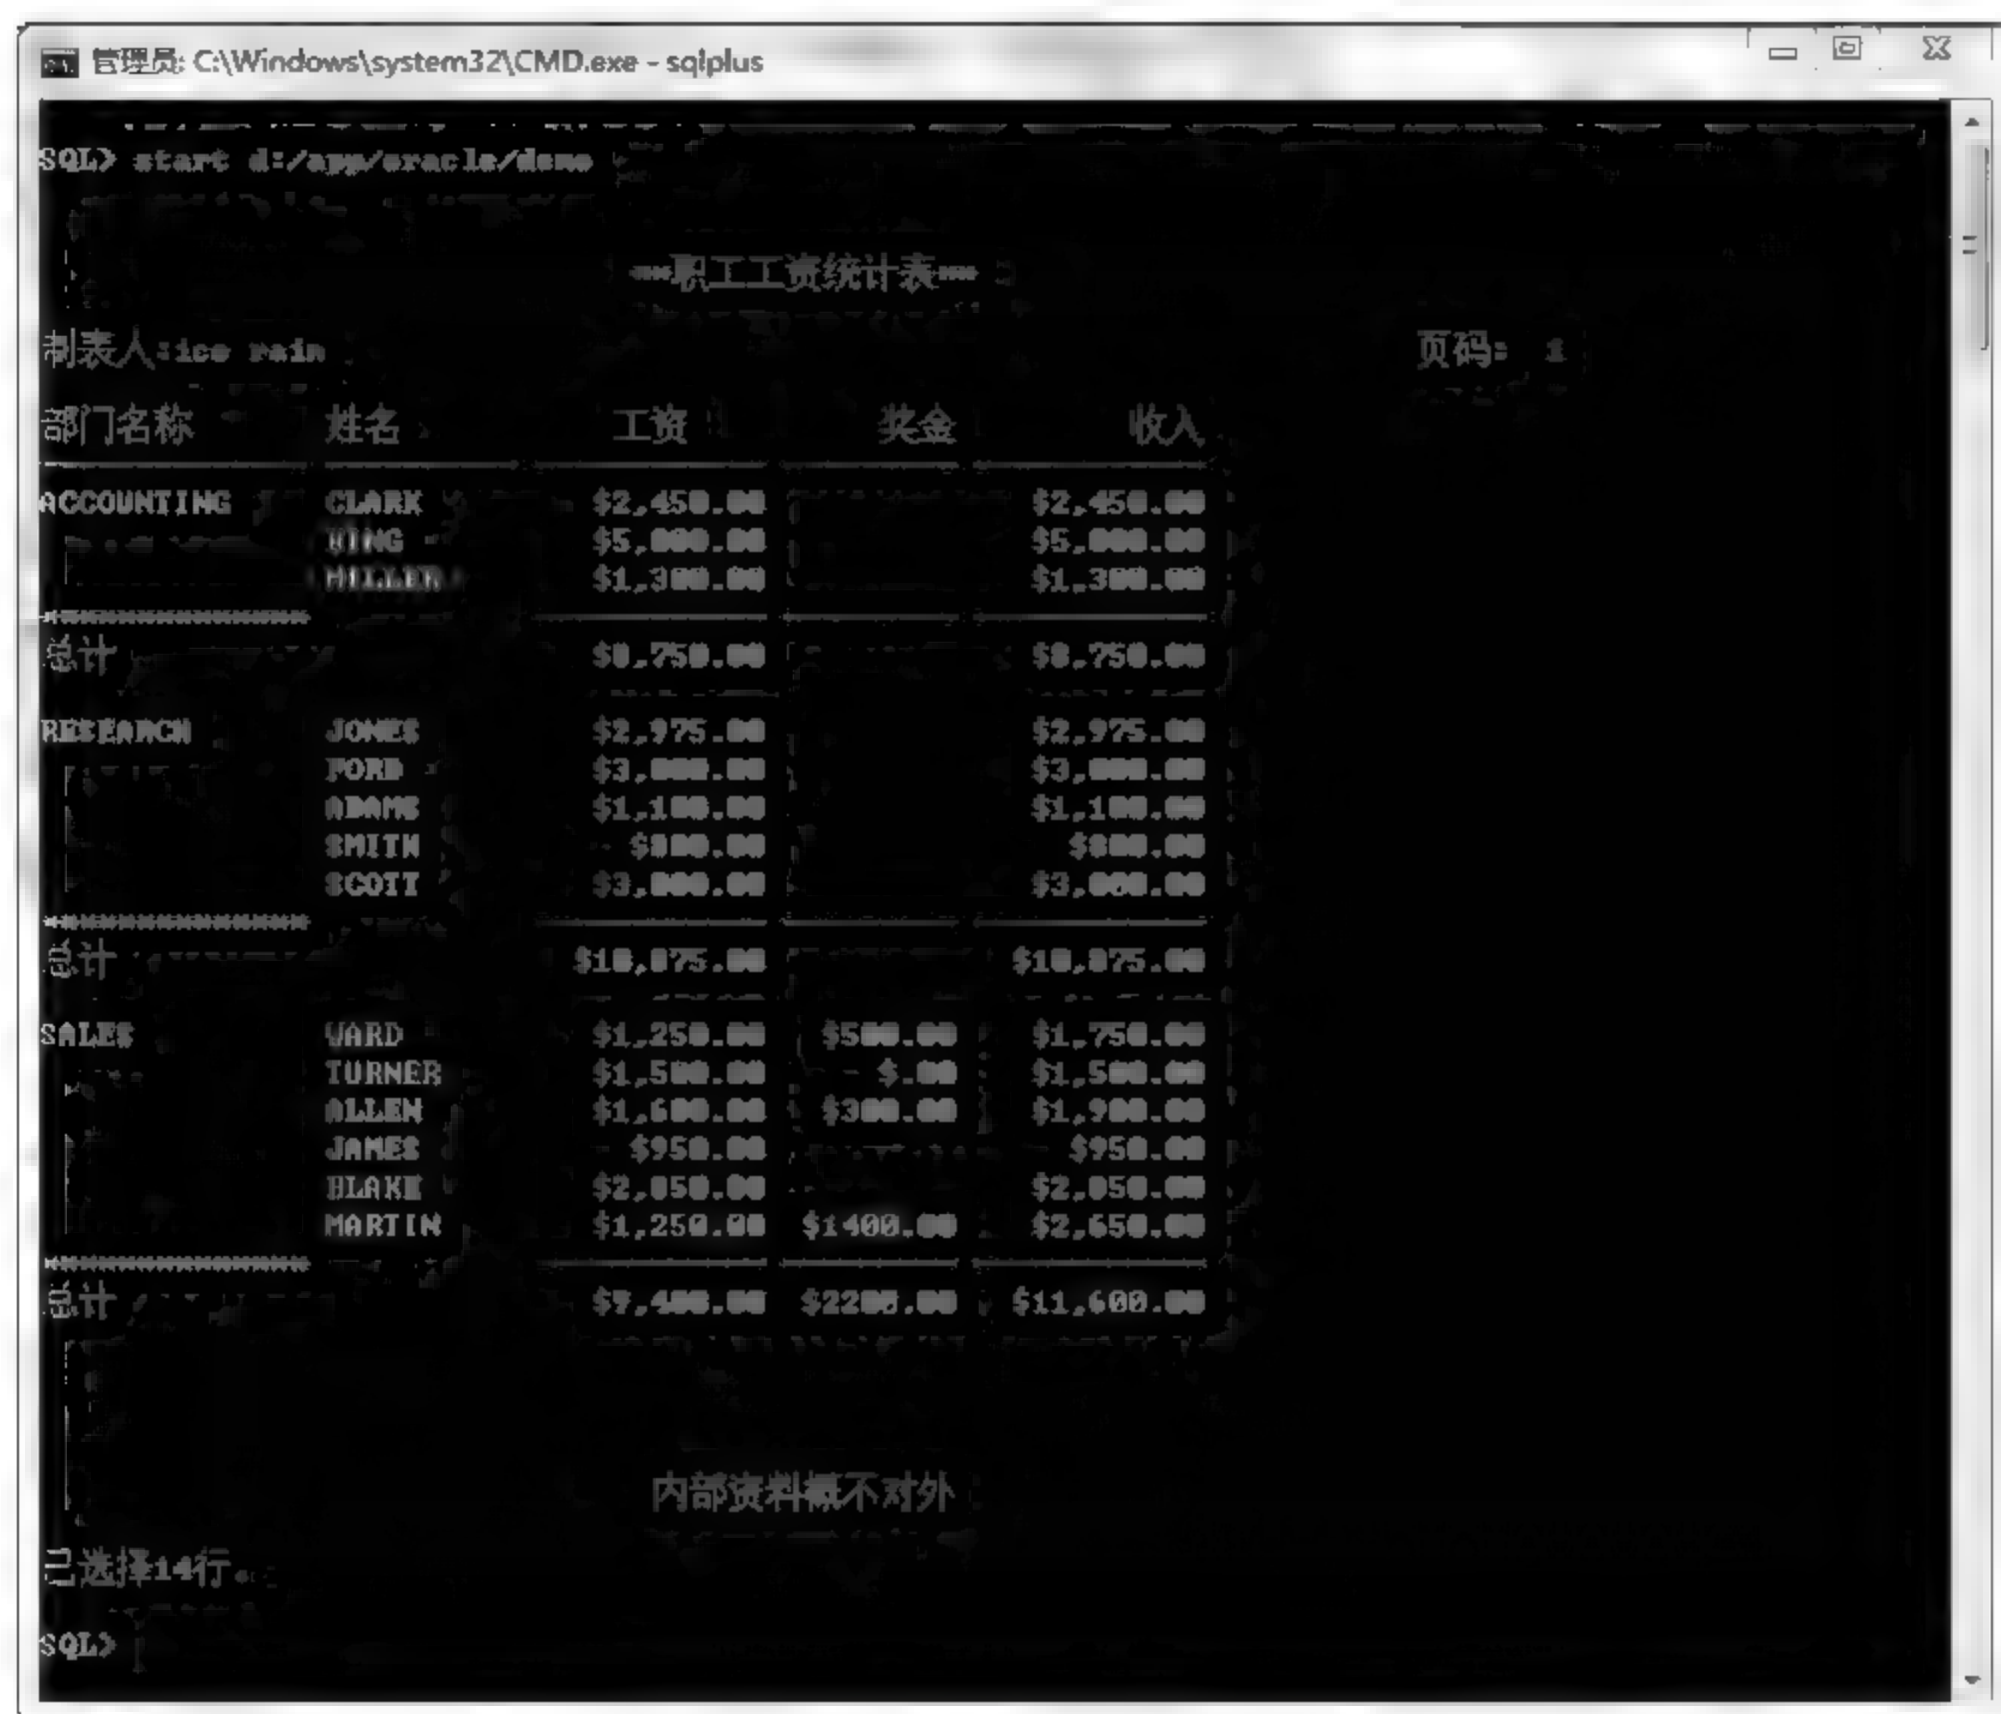 管理员: C:\Windows\system32\CMD.exe - sqlplus
SQL> start d:/app/oracle/demo
==职工工资统计表==
制表人:ice rain 页码: 1
部门名称 姓名 工资 奖金 收入
ACCOUNTING CLARK $2,450.00 $2,450.00
KING $5,000.00 $5,000.00
MILLER $1,300.00 $1,300.00
总计 $8,750.00 $8,750.00
RESEARCH JONES $2,975.00 $2,975.00
FORD $3,000.00 $3,000.00
ADAMS $1,100.00 $1,100.00
SMITH $800.00 $800.00
SCOTT $3,000.00 $3,000.00
总计 $10,875.00 $10,875.00
SALES WARD $1,250.00 $500.00 $1,750.00
TURNER $1,500.00 $.00 $1,500.00
ALLEN $1,600.00 $300.00 $1,900.00
JAMES $950.00 $950.00
BLAKE $2,850.00 $2,850.00
MARTIN $1,250.00 $1400.00 $2,650.00
总计 $9,400.00 $2200.00 $11,600.00
内部资料概不对外
已选择14行。
SQL>